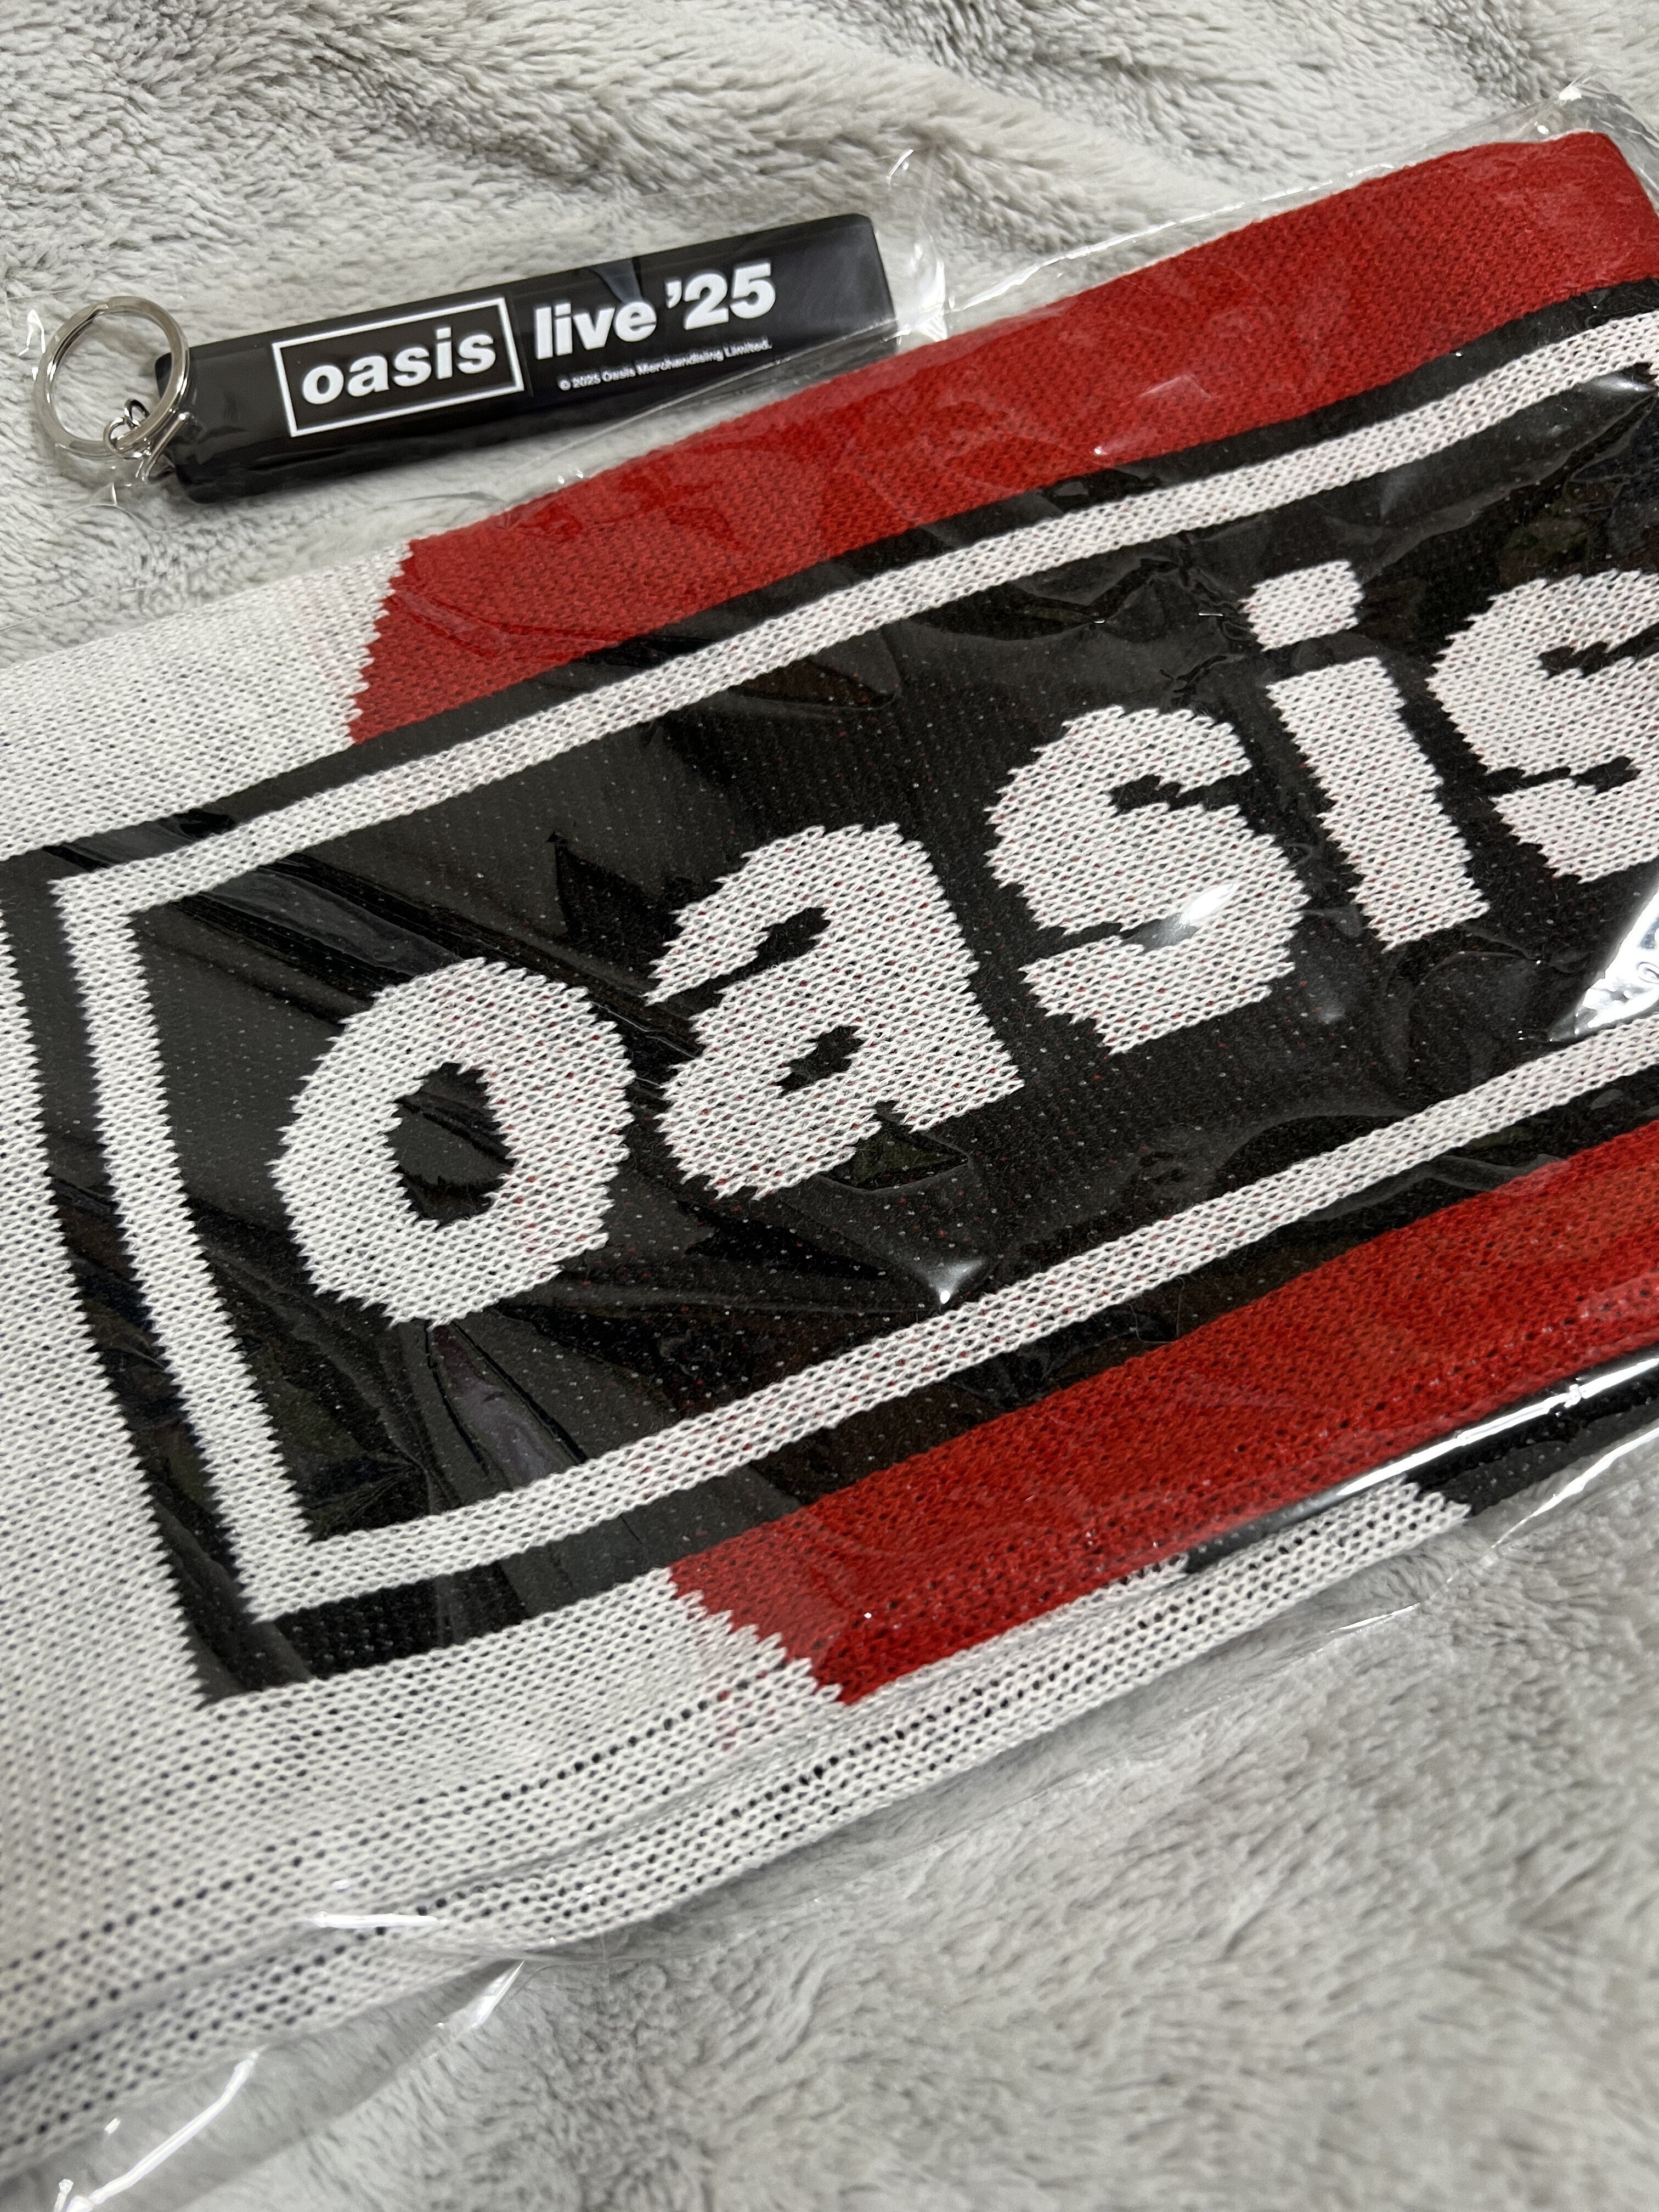 oasis live '25
© 2025 Oasis Merchandising Limited.
oasis